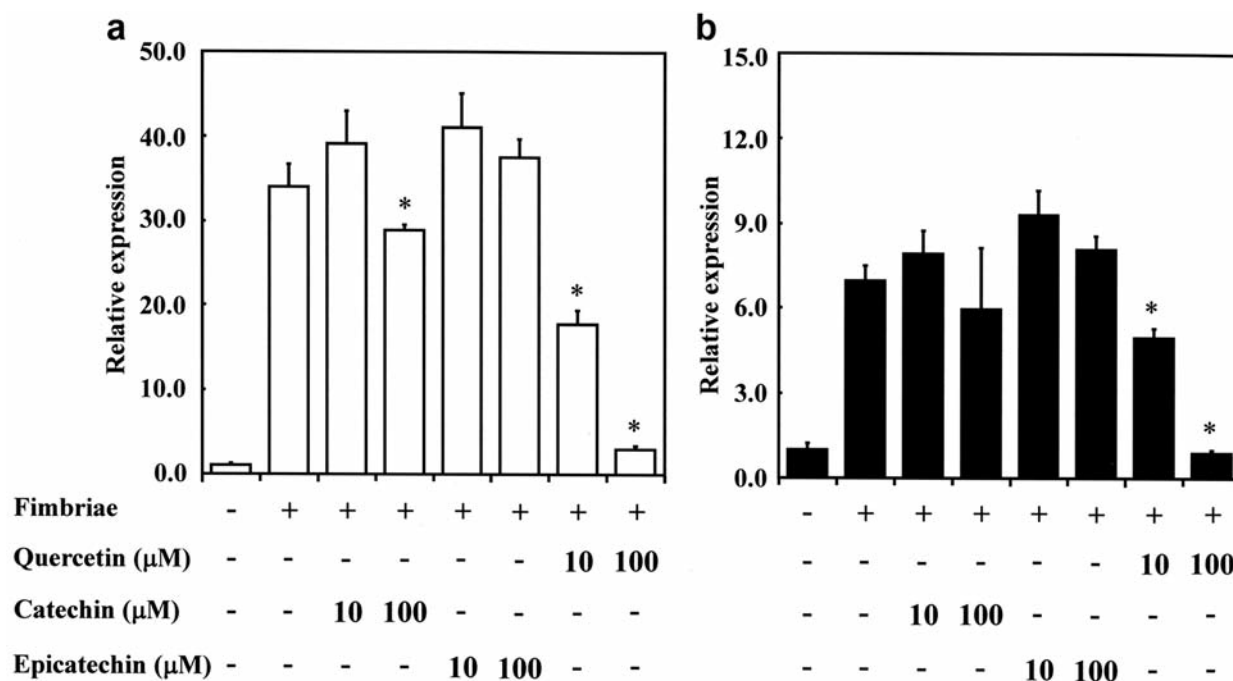 a
50.0
40.0
30.0
20.0
10.0
0.0
Relative expression
*
*
*
b
15.0
12.0
9.0
6.0
3.0
0.0
Relative expression
*
*
Fimbriae - + + + + + + + - + + + + + + +
Quercetin (μM) - - - - - - 10 100 - - - - - - 10 100
Catechin (μM) - - 10 100 - - - - - - 10 100 - - - -
Epicatechin (μM) - - - - 10 100 - - - - - - 10 100 - -